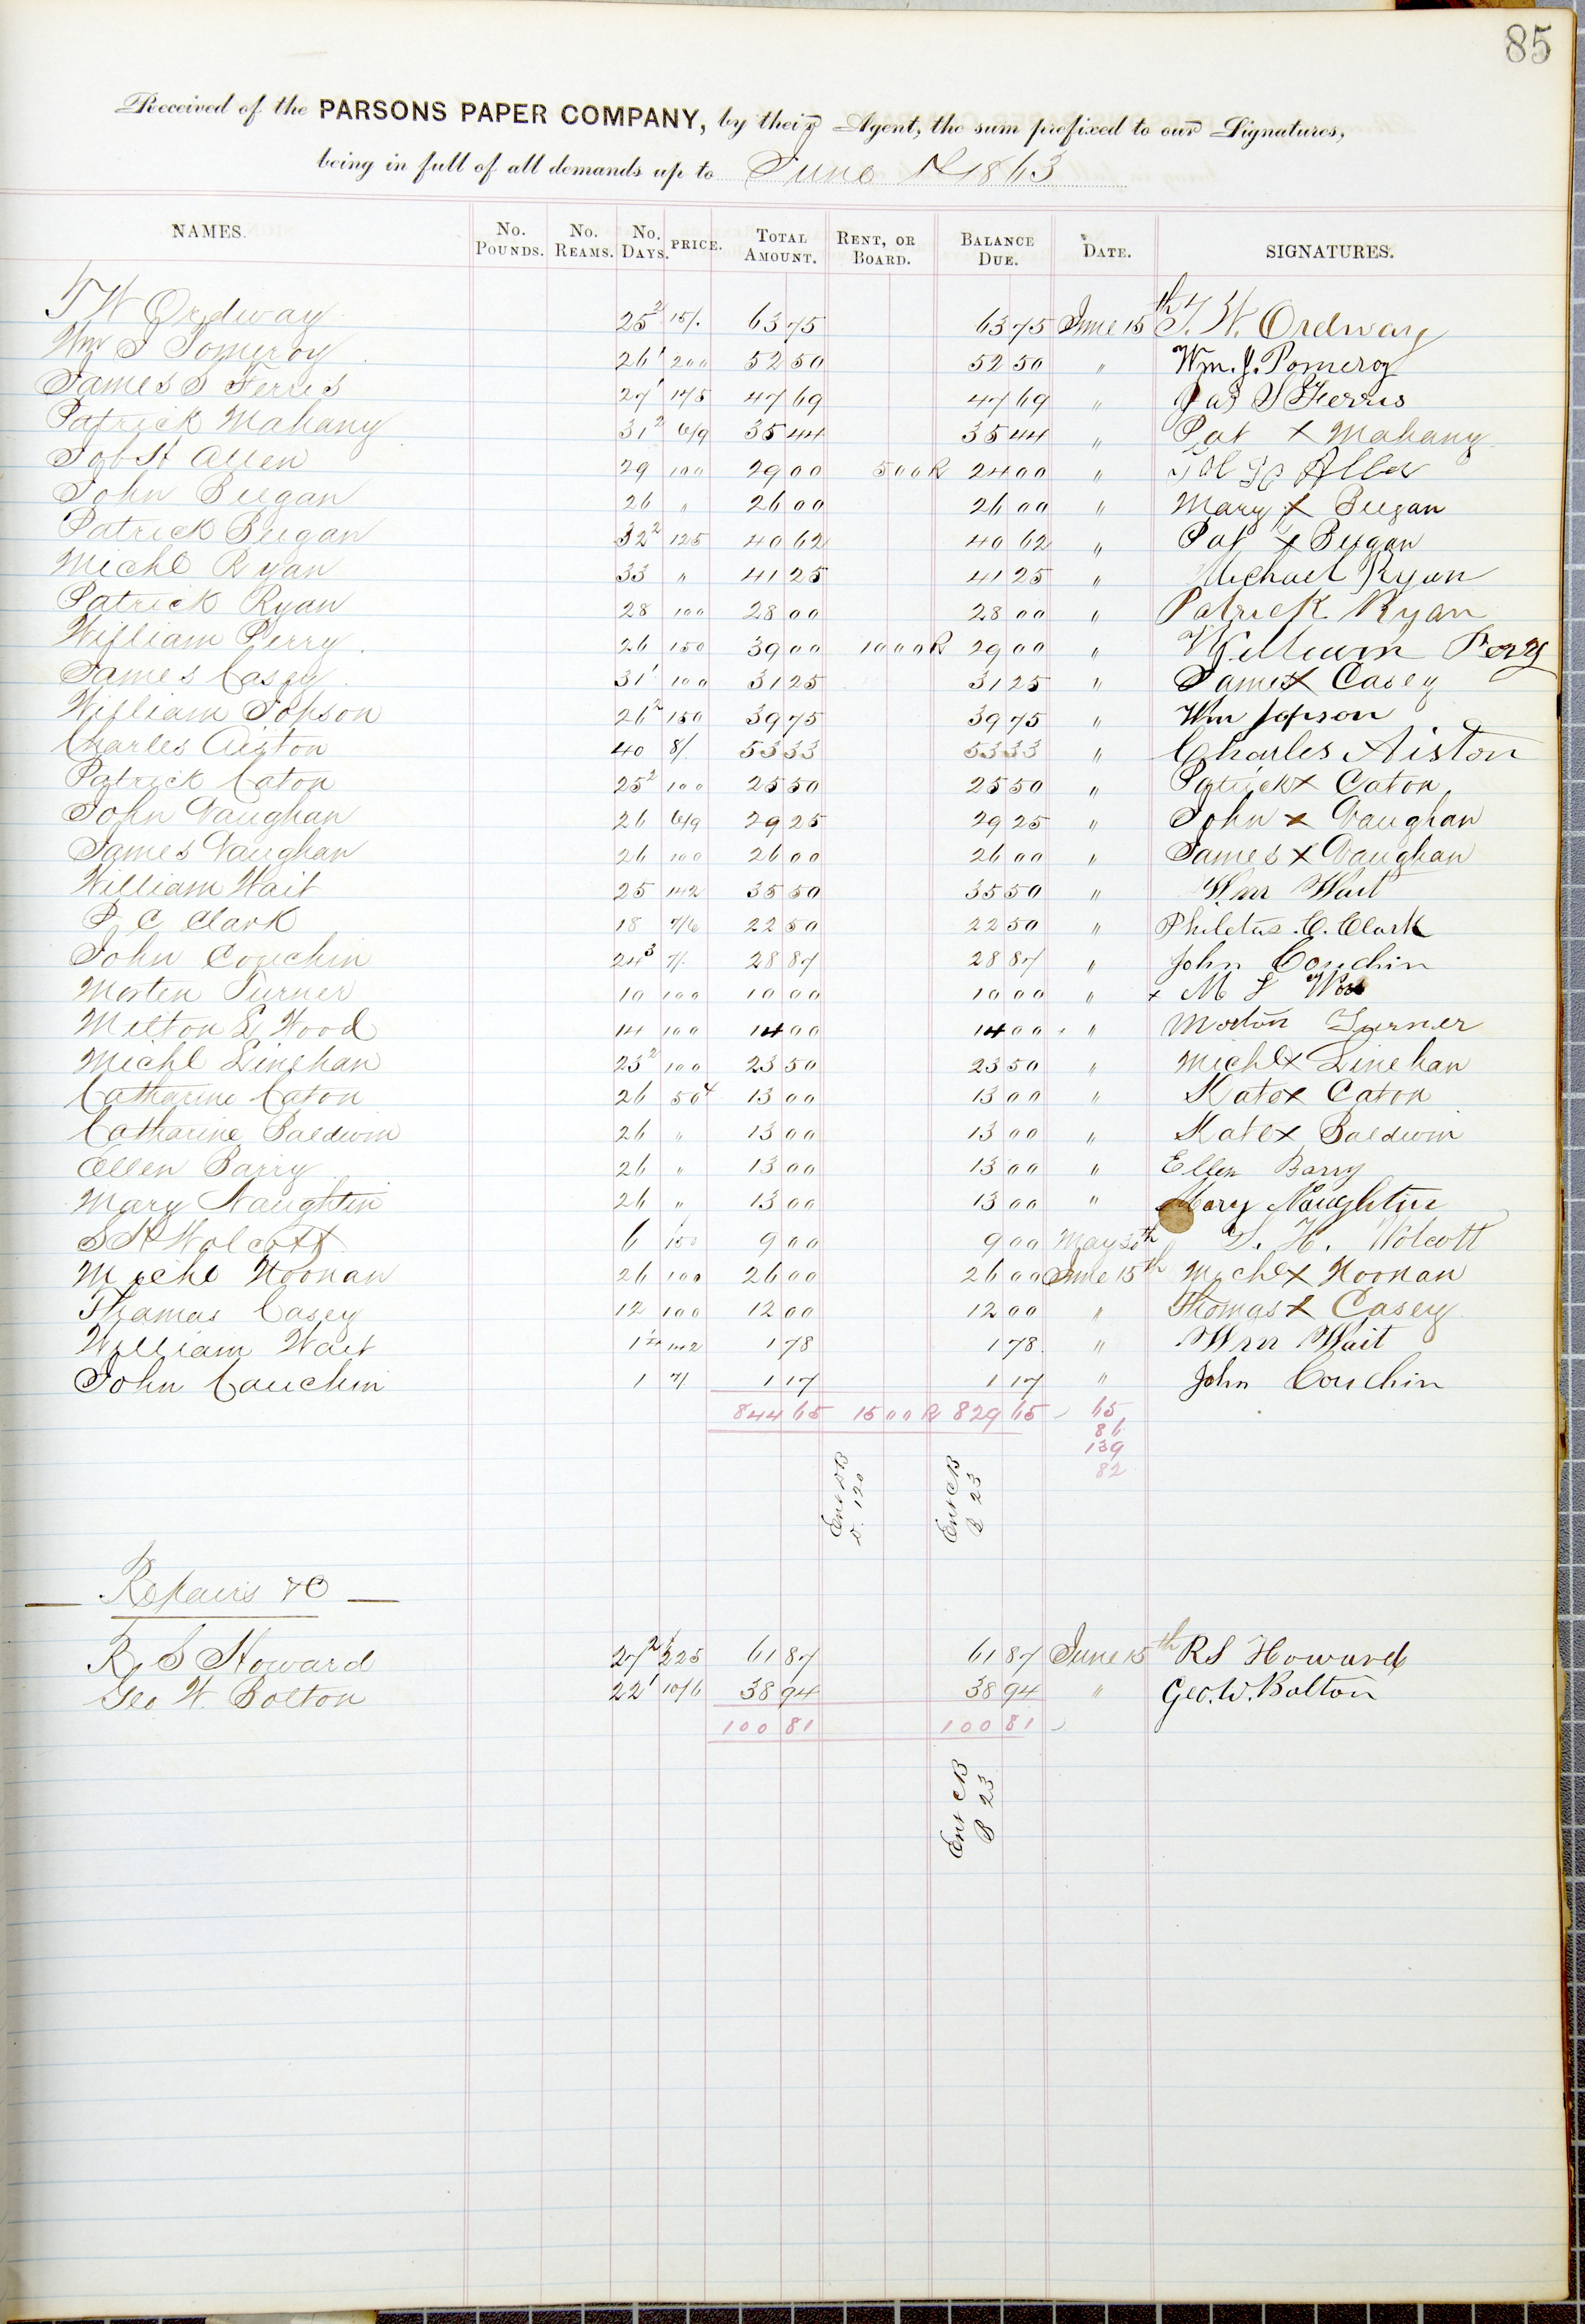 85
Received of the PARSONS PAPER COMPANY, by their Agent, the sum prefixed to our Signatures,
being in full of all demands up to June 1st 1863
NAMES. No. POUNDS. No. REAMS. No. DAYS. PRICE. TOTAL AMOUNT. RENT, OR BOARD. BALANCE DUE. DATE. SIGNATURES.
T W Ordway 25 2 15/. 63 75 63 75 June 15th T. W. Ordway
Wm J Pomeroy 26 1 200 52 50 52 50 " Wm. J. Pomeroy
James S Ferris 27 1 175 47 69 47 69 " Jas S Ferris
Patrick Mahany 31 2 6/9 35 44 35 44 " Pat X Mahany
Job H Allen 29 100 29 00 5 00 R 24 00 " Allen
John Beegan 26 " 26 00 26 00 " Mary X Beegan
Patrick Beegan 32 2 125 40 62 40 62 " Pat X Beegan
Michl Ryan 33 " 41 25 41 25 " Michael Ryan
Patrick Ryan 28 100 28 00 28 00 " Patrick Ryan
William Perry 26 150 39 00 10 00 R 29 00 " William Perry
James Casey 31 1 100 31 25 31 25 " James X Casey
William Jopson 26 2 150 39 75 39 75 " Wm Jopson
Charles Aiston 40 8/. 53 33 53 33 " Charles Aiston
Patrick Caton 25 2 100 25 50 25 50 " Patrick X Caton
John Vaughan 26 6/9 29 25 29 25 " John X Vaughan
James Vaughan 26 100 26 00 26 00 " James X Vaughan
William Wait 25 142 35 50 35 50 " Wm Wait
P C Clark 18 7/6 22 50 22 50 " Philetus. C. Clark
John Couchin 24 3 7/. 28 87 28 87 " John Couchin
Morten Turner 10 100 10 00 10 00 " x M L
Milton L Wood 14 100 14 00 14 00 " Morton Turner
Michl Linehan 23 2 100 23 50 23 50 " Michl X Linehan
Catharine Caton 26 50 13 00 13 00 " Kate X Caton
Catharine Baldwin 26 " 13 00 13 00 " Kate X Baldwin
Ellen Barry 26 " 13 00 13 00 " Ellen Barry
Mary Naughtin 26 " 13 00 13 00 " Mary Naughtin
S H Wolcott 6 150 9 00 9 00 May 30th S. H. Wolcott
Michl Noonan 26 100 26 00 26 00 June 15th Michl X Noonan
Thomas Casey 12 100 12 00 12 00 " Thomas X Casey
William Wait 1 142 1 78 1 78 " Wm Wait
John Couchin 1 7/ 1 17 1 17 " John Couchin
844 65 15 00 R 829 65 65
86
139
82
Ent DB
P. 120
Ent CB
P 23
Repairs &C
R S Howard 27 2 225 61 87 61 87 June 15th R S Howard
Geo W Bolton 22 1 10/6 38 94 38 94 " Geo. W. Bolton
100 81 100 81
Ent CB
P 23